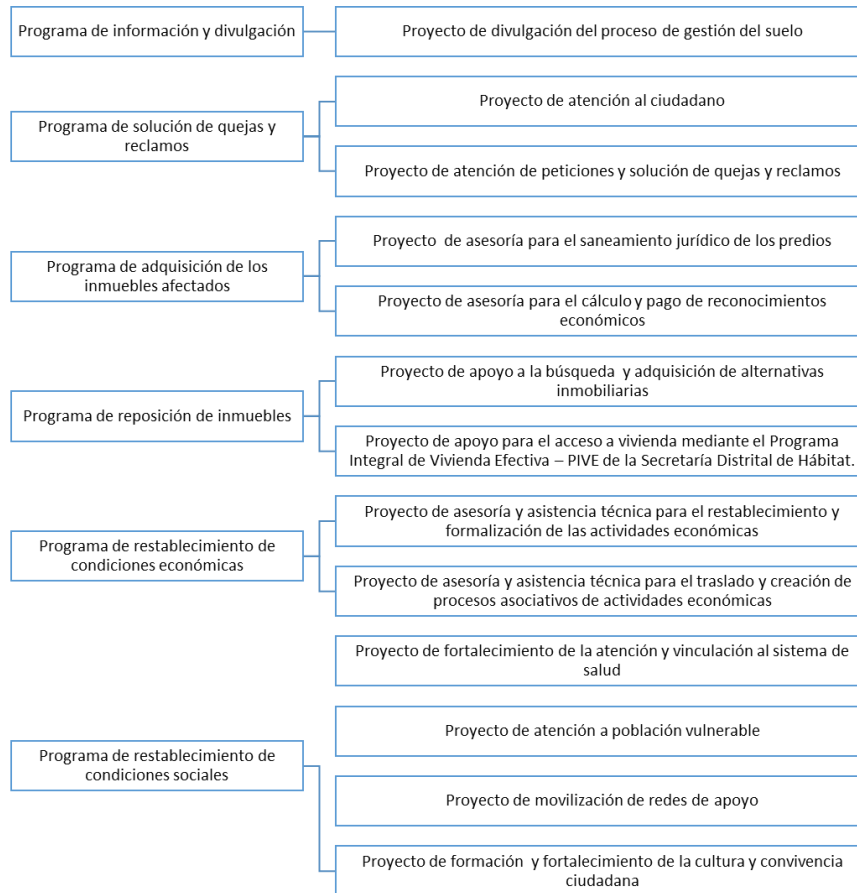 Programa de información y divulgación
Proyecto de divulgación del proceso de gestión del suelo
Programa de solución de quejas y
reclamos
Proyecto de atención al ciudadano
Proyecto de atención de peticiones y solución de quejas y reclamos
Programa de adquisición de los
inmuebles afectados
Proyecto de asesoría para el saneamiento jurídico de los predios
Proyecto de asesoría para el cálculo y pago de reconocimientos
económicos
Programa de reposición de inmuebles
Proyecto de apoyo a la búsqueda y adquisición de alternativas
inmobiliarias
Proyecto de apoyo para el acceso a vivienda mediante el Programa
Integral de Vivienda Efectiva – PIVE de la Secretaría Distrital de Hábitat.
Programa de restablecimiento de
condiciones económicas
Proyecto de asesoría y asistencia técnica para el restablecimiento y
formalización de las actividades económicas
Proyecto de asesoría y asistencia técnica para el traslado y creación de
procesos asociativos de actividades económicas
Programa de restablecimiento de
condiciones sociales
Proyecto de fortalecimiento de la atención y vinculación al sistema de
salud
Proyecto de atención a población vulnerable
Proyecto de movilización de redes de apoyo
Proyecto de formación y fortalecimiento de la cultura y convivencia
ciudadana